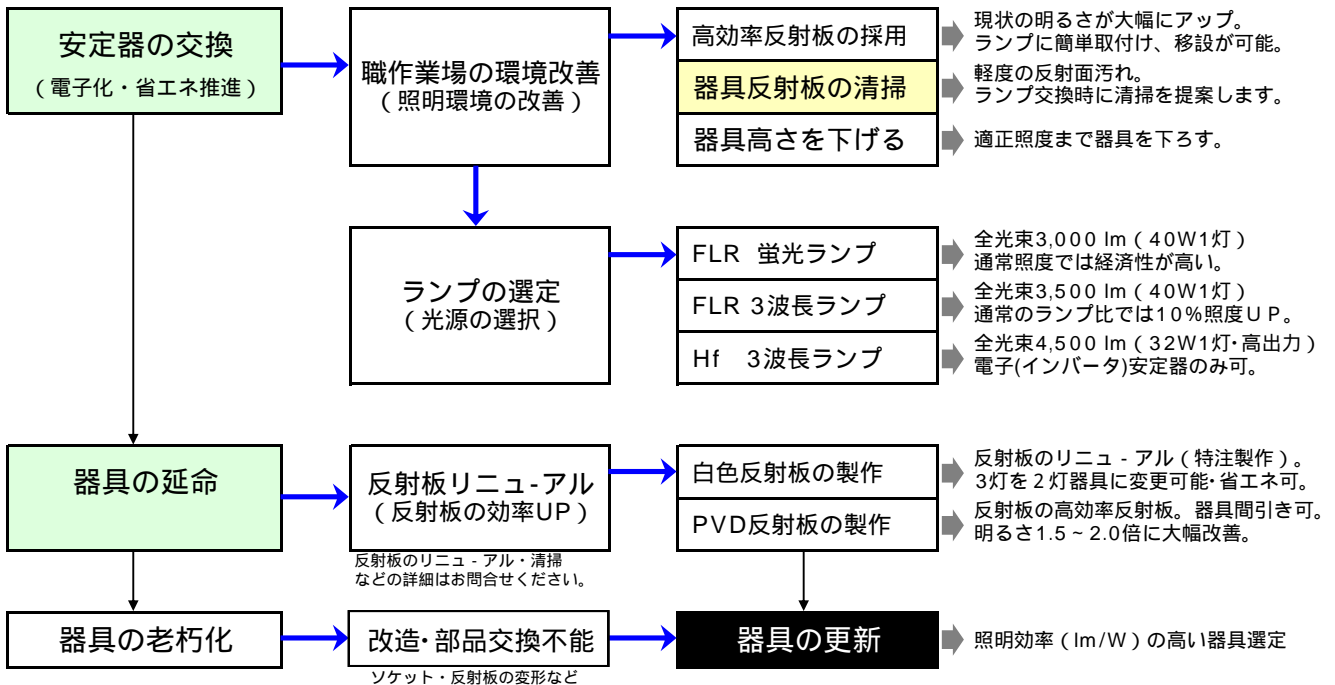 安定器の交換
(電子化・省エネ推進)
職作業場の環境改善
(照明環境の改善)
高効率反射板の採用
現状の明るさが大幅にアップ。
ランプに簡単取付け、移設が可能。
器具反射板の清掃
軽度の反射面汚れ。
ランプ交換時に清掃を提案します。
器具高さを下げる
適正照度まで器具を下ろす。
ランプの選定
(光源の選択)
FLR 蛍光ランプ
全光束3,000 lm(40W1灯)
通常照度では経済性が高い。
FLR 3波長ランプ
全光束3,500 lm(40W1灯)
通常のランプ比では10%照度UP。
Hf 3波長ランプ
全光束4,500 lm(32W1灯・高出力)
電子(インバータ)安定器のみ可。
器具の延命
反射板リニュ-アル
(反射板の効率UP)
反射板のリニュ-アル・清掃
などの詳細はお問合せください。
白色反射板の製作
反射板のリニュ-アル(特注製作)。
3灯を2灯器具に変更可能・省エネ可。
PVD反射板の製作
反射板の高効率反射板。器具間引き可。
明るさ1.5~2.0倍に大幅改善。
器具の老朽化
改造・部品交換不能
ソケット・反射板の変形など
器具の更新
照明効率(lm/W)の高い器具選定